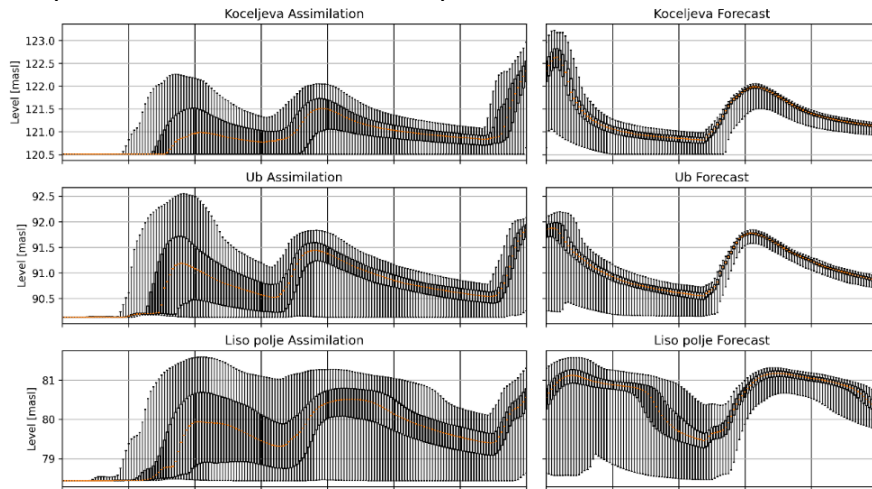 Koceljeva Assimilation
Koceljeva Forecast
Level [masl]
123.0
122.5
122.0
121.5
121.0
120.5
Ub Assimilation
Ub Forecast
Level [masl]
92.5
92.0
91.5
91.0
90.5
Liso polje Assimilation
Liso polje Forecast
Level [masl]
81
80
79